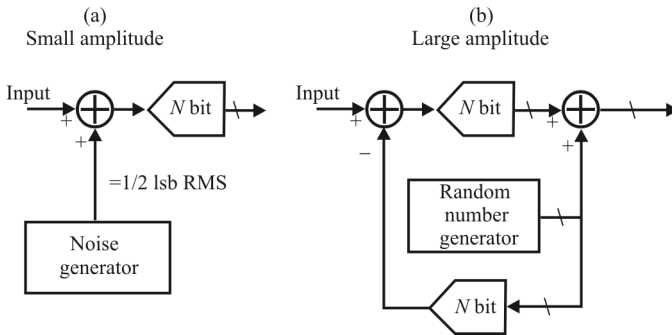 (a)
Small amplitude
Input
+
+
N bit
=1/2 lsb RMS
Noise
generator
(b)
Large amplitude
Input
+
−
N bit
+
+
Random
number
generator
N bit